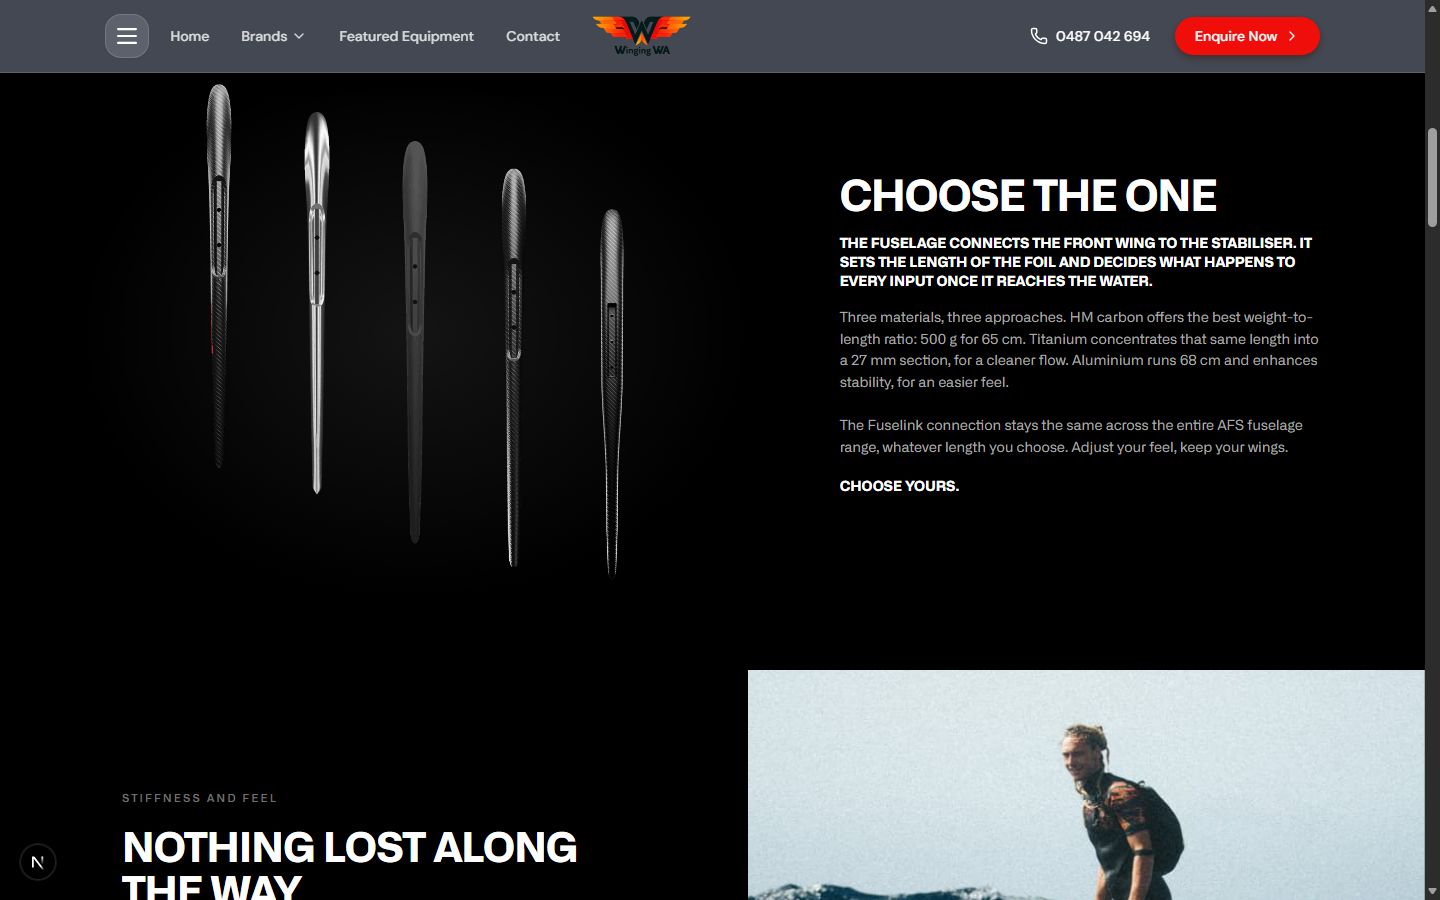 Home
Brands
Featured Equipment
Contact
Winging WA
0487 042 694
Enquire Now
CHOOSE THE ONE
THE FUSELAGE CONNECTS THE FRONT WING TO THE STABILISER. IT
SETS THE LENGTH OF THE FOIL AND DECIDES WHAT HAPPENS TO
EVERY INPUT ONCE IT REACHES THE WATER.
Three materials, three approaches. HM carbon offers the best weight-to-
length ratio: 500 g for 65 cm. Titanium concentrates that same length into
a 27 mm section, for a cleaner flow. Aluminium runs 68 cm and enhances
stability, for an easier feel.
The Fuselink connection stays the same across the entire AFS fuselage
range, whatever length you choose. Adjust your feel, keep your wings.
CHOOSE YOURS.
STIFFNESS AND FEEL
NOTHING LOST ALONG
THE WAY
N